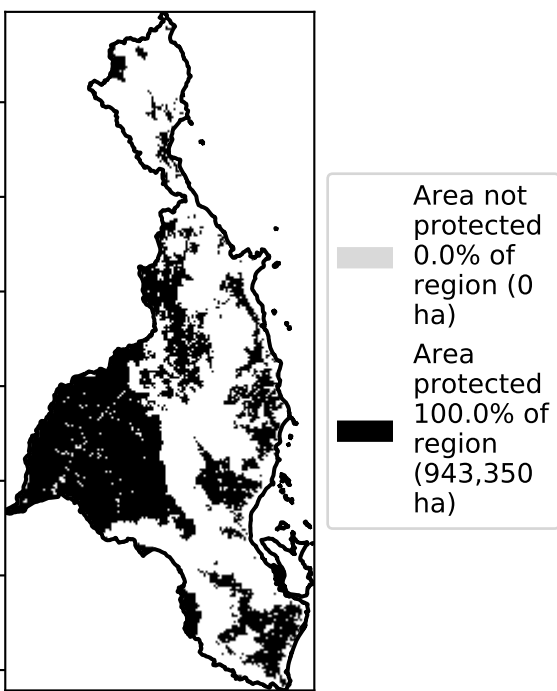 Area not
protected
0.0% of
region (0
ha)
Area
protected
100.0% of
region
(943,350
ha)